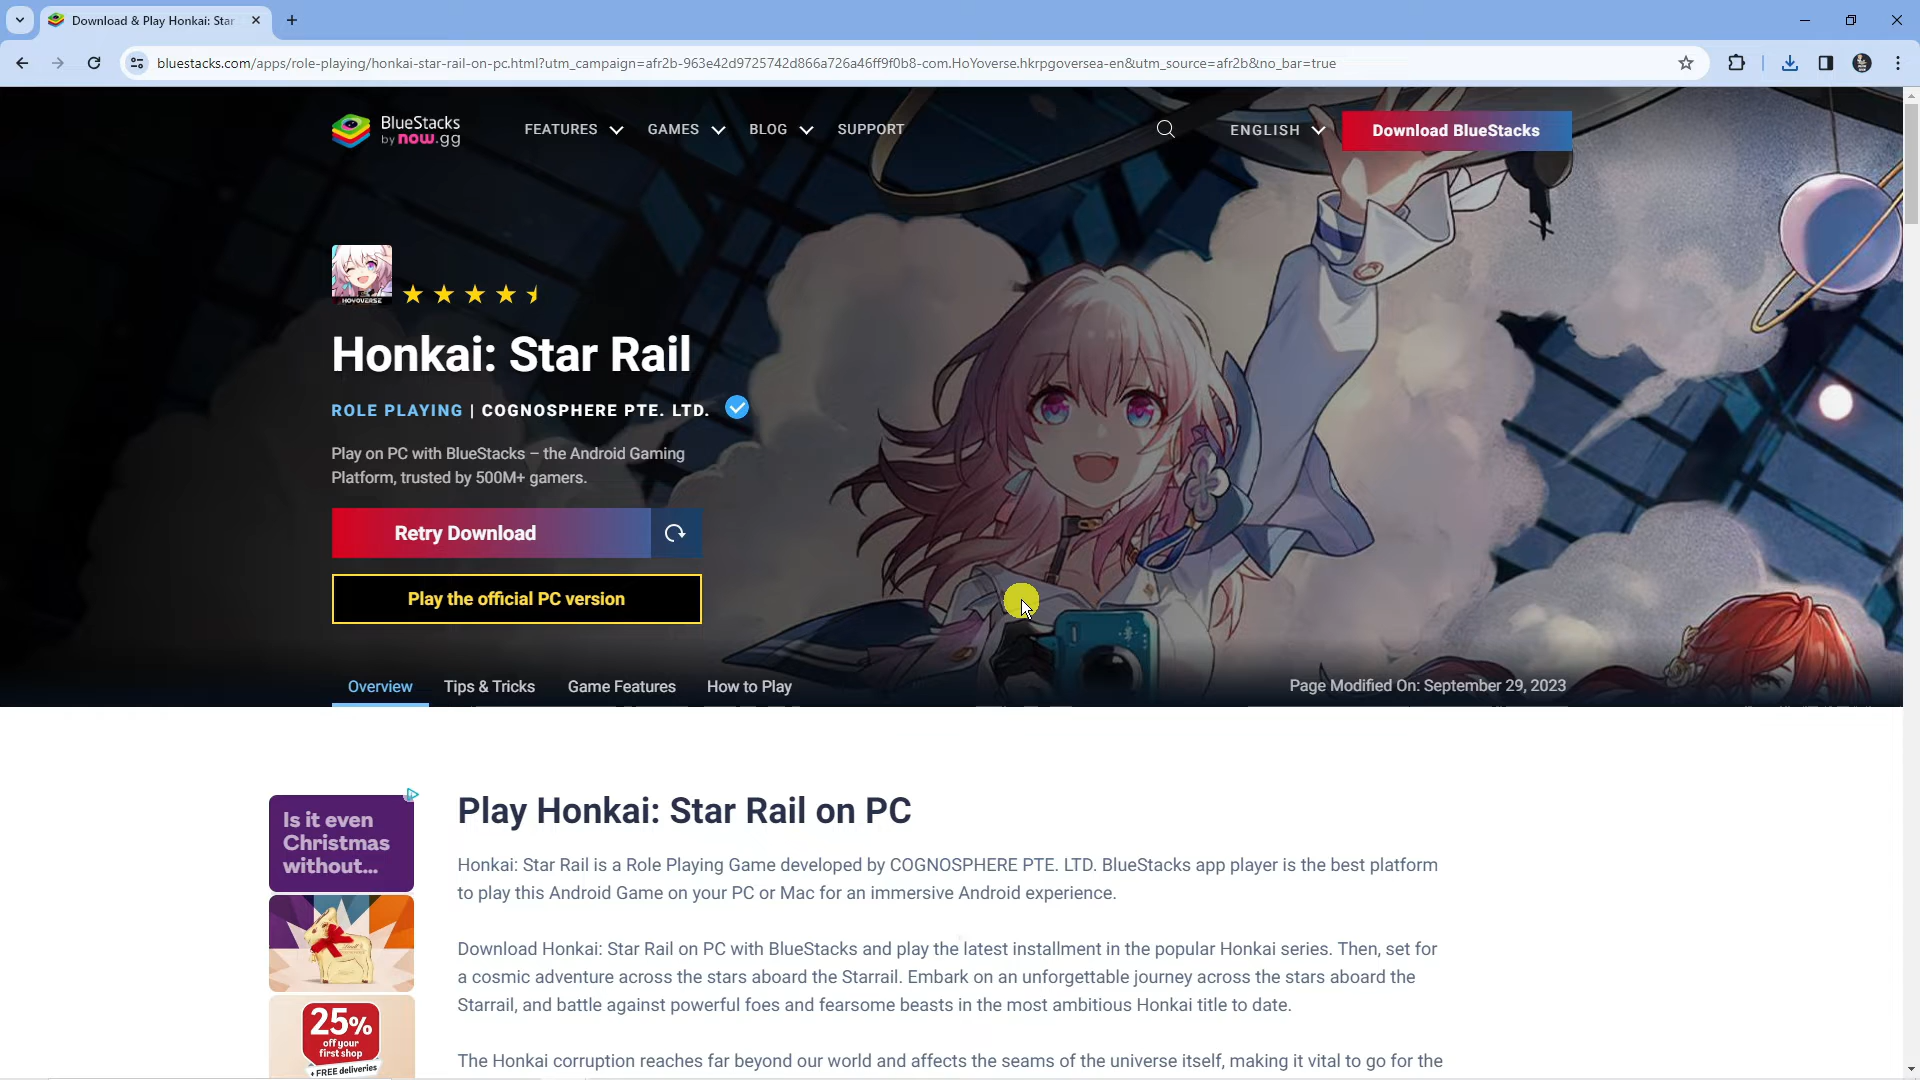 Download & Play Honkai: Star
bluestacks.com/apps/role-playing/honkai-star-rail-on-pc.html?utm_campaign=afr2b-963e42d9725742d866a726a46ff9f0b8-com.HoYoverse.hkrpgoversea-en&utm_source=afr2b&no_bar=true
BlueStacks
by now.gg
FEATURES
GAMES
BLOG
SUPPORT
ENGLISH
Download BlueStacks
HOYOVERSE
Honkai: Star Rail
ROLE PLAYING | COGNOSPHERE PTE. LTD.
Play on PC with BlueStacks – the Android Gaming
Platform, trusted by 500M+ gamers.
Retry Download
Play the official PC version
Overview
Tips & Tricks
Game Features
How to Play
Page Modified On: September 29, 2023
Is it even
Christmas
without...
25%
off your
first shop
+ FREE deliveries
Play Honkai: Star Rail on PC
Honkai: Star Rail is a Role Playing Game developed by COGNOSPHERE PTE. LTD. BlueStacks app player is the best platform
to play this Android Game on your PC or Mac for an immersive Android experience.
Download Honkai: Star Rail on PC with BlueStacks and play the latest installment in the popular Honkai series. Then, set for
a cosmic adventure across the stars aboard the Starrail. Embark on an unforgettable journey across the stars aboard the
Starrail, and battle against powerful foes and fearsome beasts in the most ambitious Honkai title to date.
The Honkai corruption reaches far beyond our world and affects the seams of the universe itself, making it vital to go for the